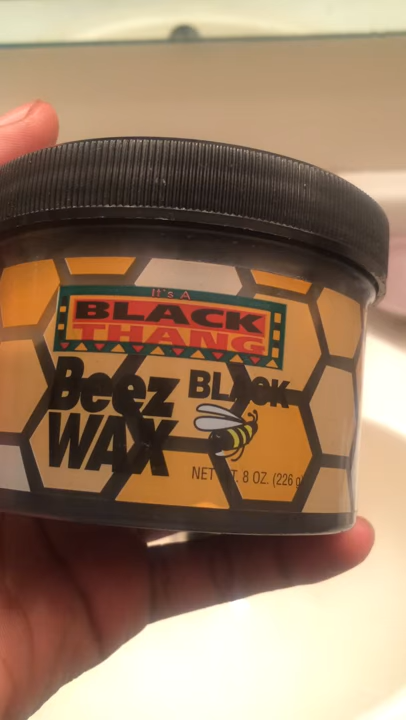 It's A
BLACK
THANG
Beez BLACK
WAX
NET WT. 8 OZ. (226 g